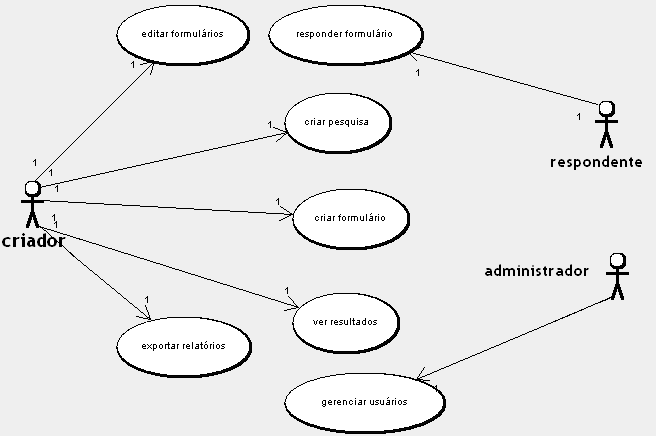 editar formulários
responder formulário
1
1
1
criar pesquisa
1
respondente
1
1
1
1
criar formulário
criador
1
1
administrador
1
1
ver resultados
exportar relatórios
1
gerenciar usuários